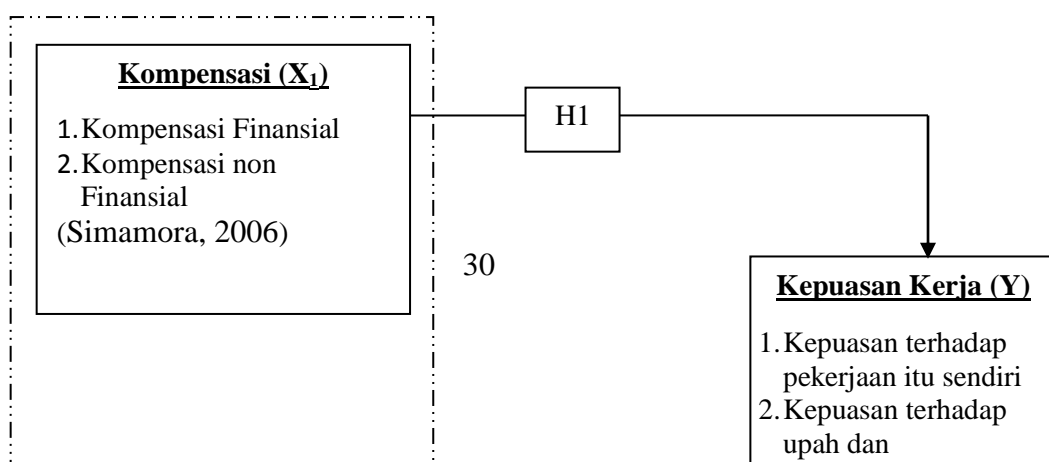 Kompensasi (X1)
1. Kompensasi Finansial
2. Kompensasi non
Finansial
(Simamora, 2006)
H1
30
Kepuasan Kerja (Y)
1. Kepuasan terhadap
pekerjaan itu sendiri
2. Kepuasan terhadap
upah dan